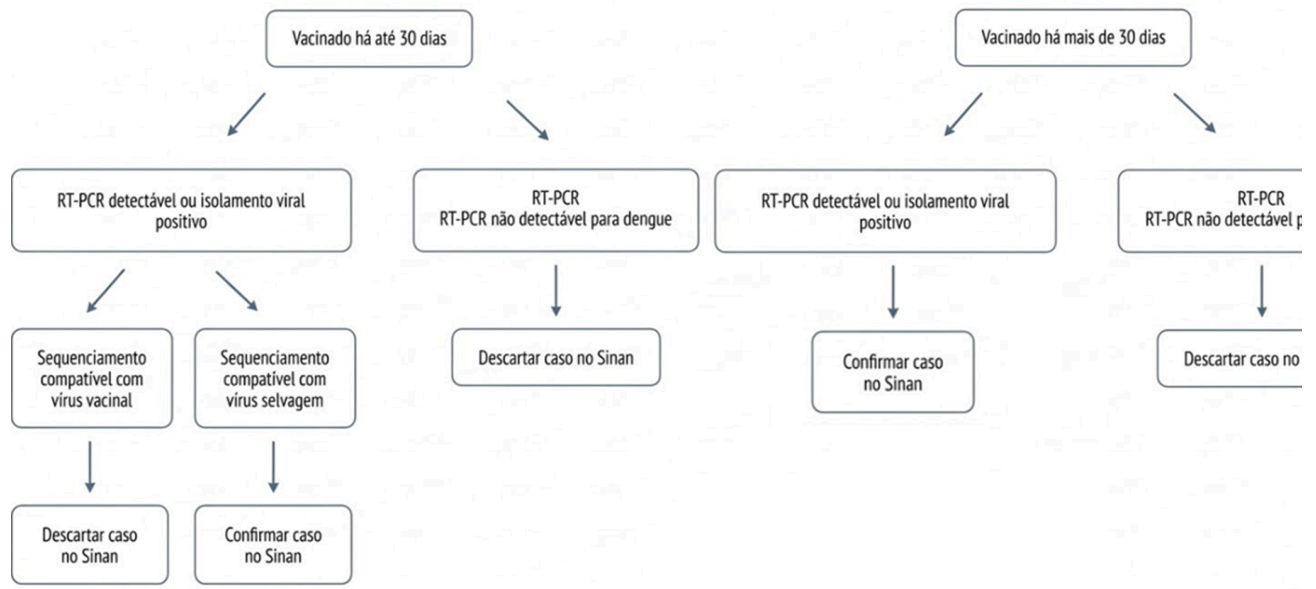 Vacinado há até 30 dias
Vacinado há mais de 30 dias
RT-PCR detectável ou isolamento viral
positivo
RT-PCR
RT-PCR não detectável para dengue
RT-PCR detectável ou isolamento viral
positivo
RT-PCR
RT-PCR não detectável
Sequenciamento
compatível com
vírus vacinal
Sequenciamento
compatível com
vírus selvagem
Descartar caso no Sinan
Confirmar caso
no Sinan
Descartar caso no
Descartar caso
no Sinan
Confirmar caso
no Sinan